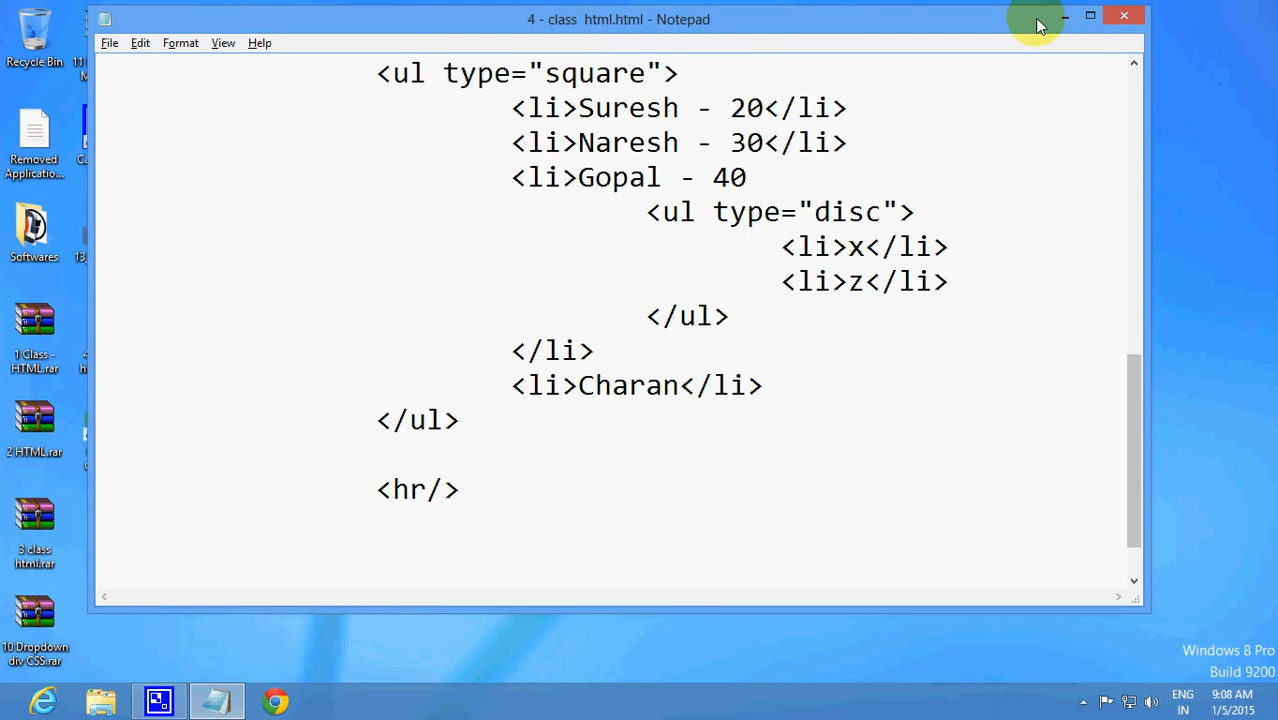 4 - class html.html - Notepad
File Edit Format View Help
<ul type="square">
<li>Suresh - 20</li>
<li>Naresh - 30</li>
<li>Gopal - 40
<ul type="disc">
<li>x</li>
<li>z</li>
</ul>
</li>
<li>Charan</li>
</ul>
<hr/>
Recycle Bin
Removed
Applicatio...
Softwares
1 Class -
HTML.rar
2 HTML.rar
3 class
html.rar
10 Dropdown
div CSS.rar
Windows 8 Pro
Build 9200
ENG
IN
9:08 AM
1/5/2015